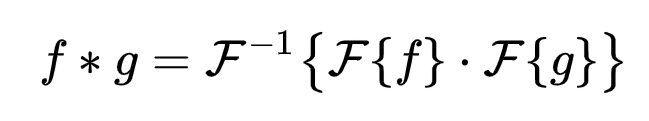 f ∗ g = ℱ⁻¹{ℱ{f} · ℱ{g}}